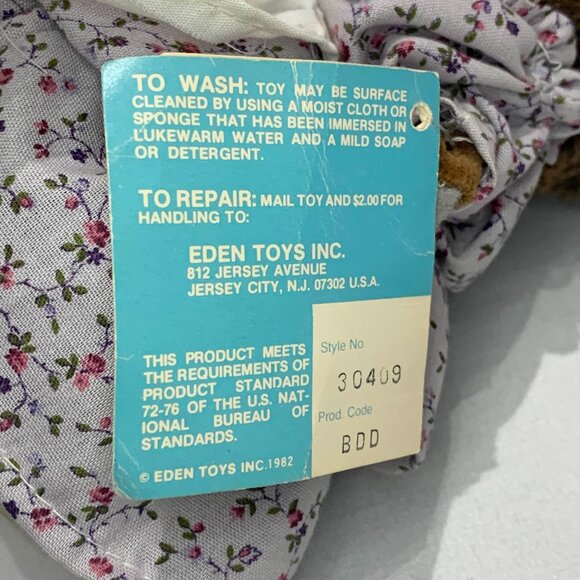 TO WASH: TOY MAY BE SURFACE
CLEANED BY USING A MOIST CLOTH OR
SPONGE THAT HAS BEEN IMMERSED IN
LUKEWARM WATER AND A MILD SOAP
OR DETERGENT.
TO REPAIR: MAIL TOY AND $2.00 FOR
HANDLING TO:
EDEN TOYS INC.
812 JERSEY AVENUE
JERSEY CITY, N.J. 07302 U.S.A.
THIS PRODUCT MEETS
THE REQUIREMENTS OF
PRODUCT STANDARD
72-76 OF THE U.S. NAT-
IONAL BUREAU OF
STANDARDS.
© EDEN TOYS INC. 1982
Style No.
30409
Prod. Code
BDD